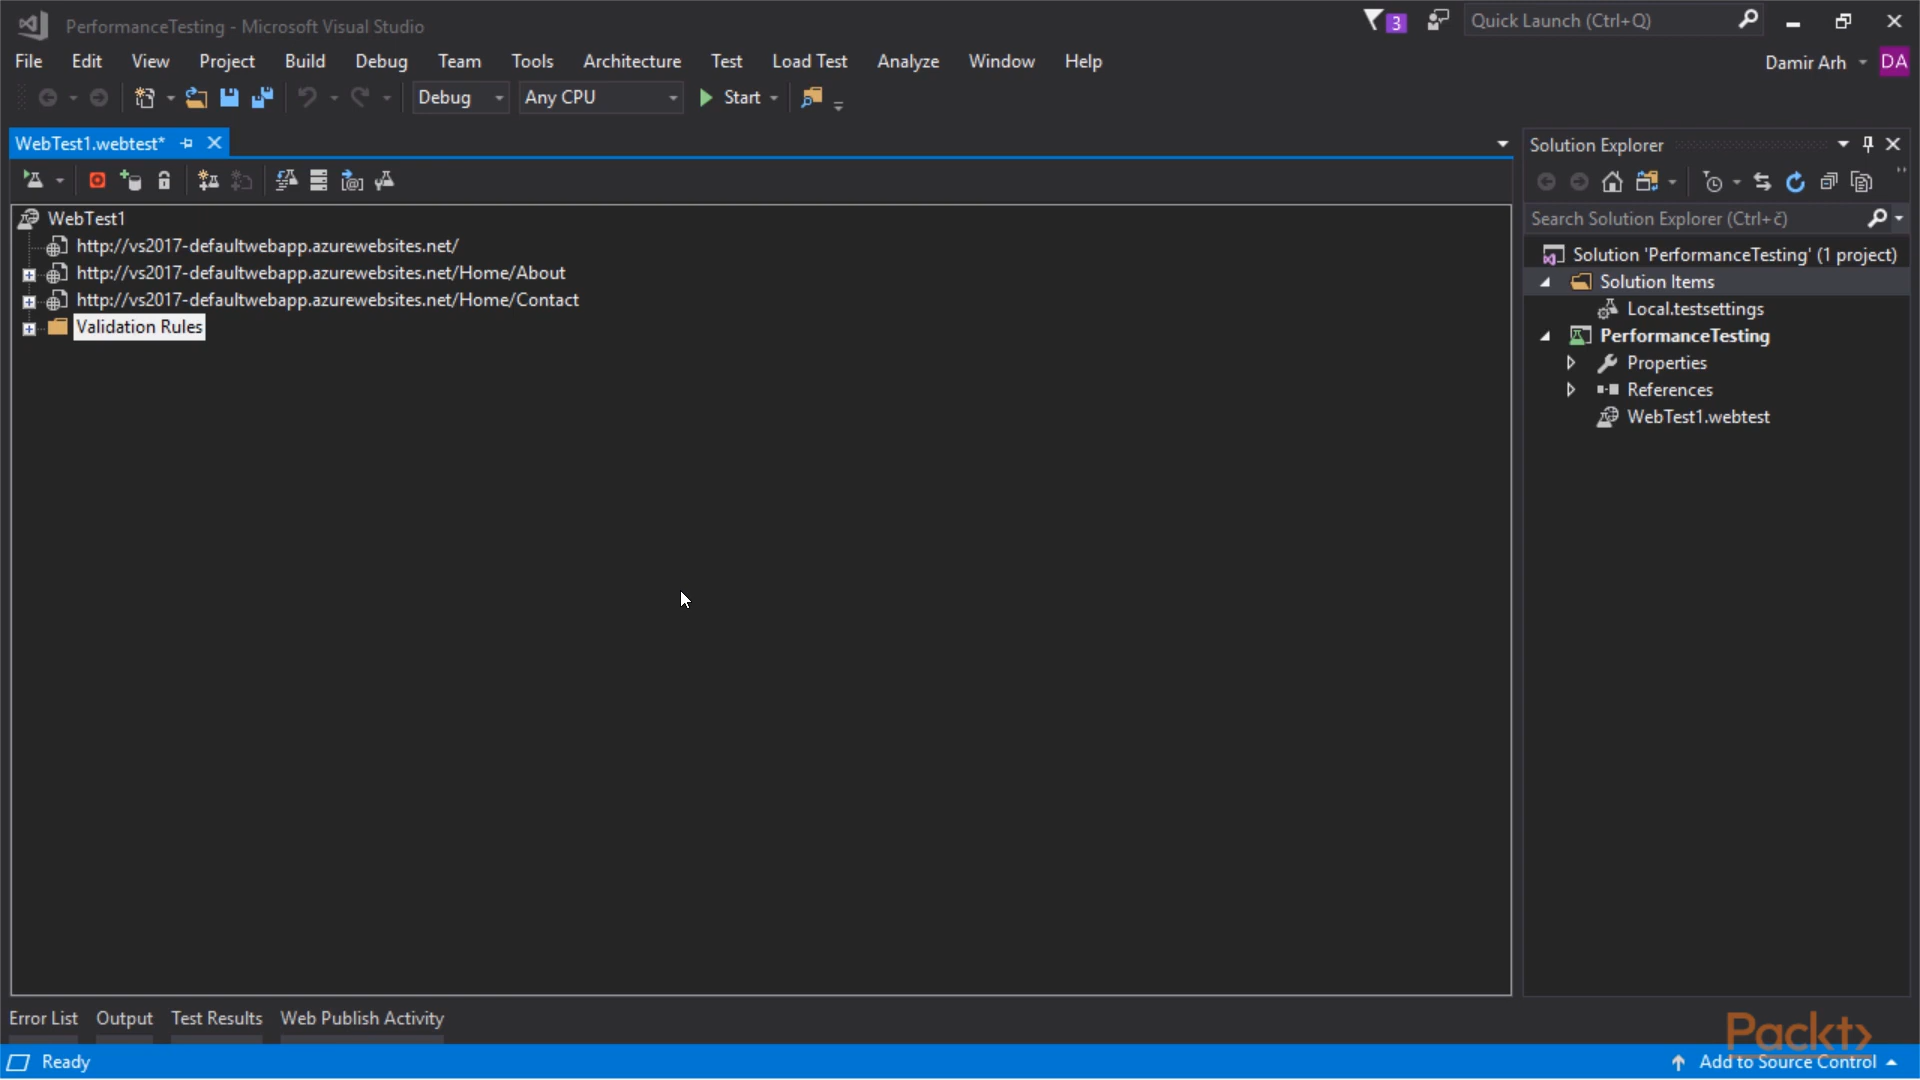 PerformanceTesting - Microsoft Visual Studio
3
Quick Launch (Ctrl+Q)
File Edit View Project Build Debug Team Tools Architecture Test Load Test Analyze Window Help
Damir Arh
DA
Debug
Any CPU
Start
WebTest1.webtest*
Solution Explorer
Search Solution Explorer (Ctrl+č)
WebTest1
http://vs2017-defaultwebapp.azurewebsites.net/
http://vs2017-defaultwebapp.azurewebsites.net/Home/About
http://vs2017-defaultwebapp.azurewebsites.net/Home/Contact
Validation Rules
Solution 'PerformanceTesting' (1 project)
Solution Items
Local.testsettings
PerformanceTesting
Properties
References
WebTest1.webtest
Error List Output Test Results Web Publish Activity
Packt>
Ready
Add to Source Control